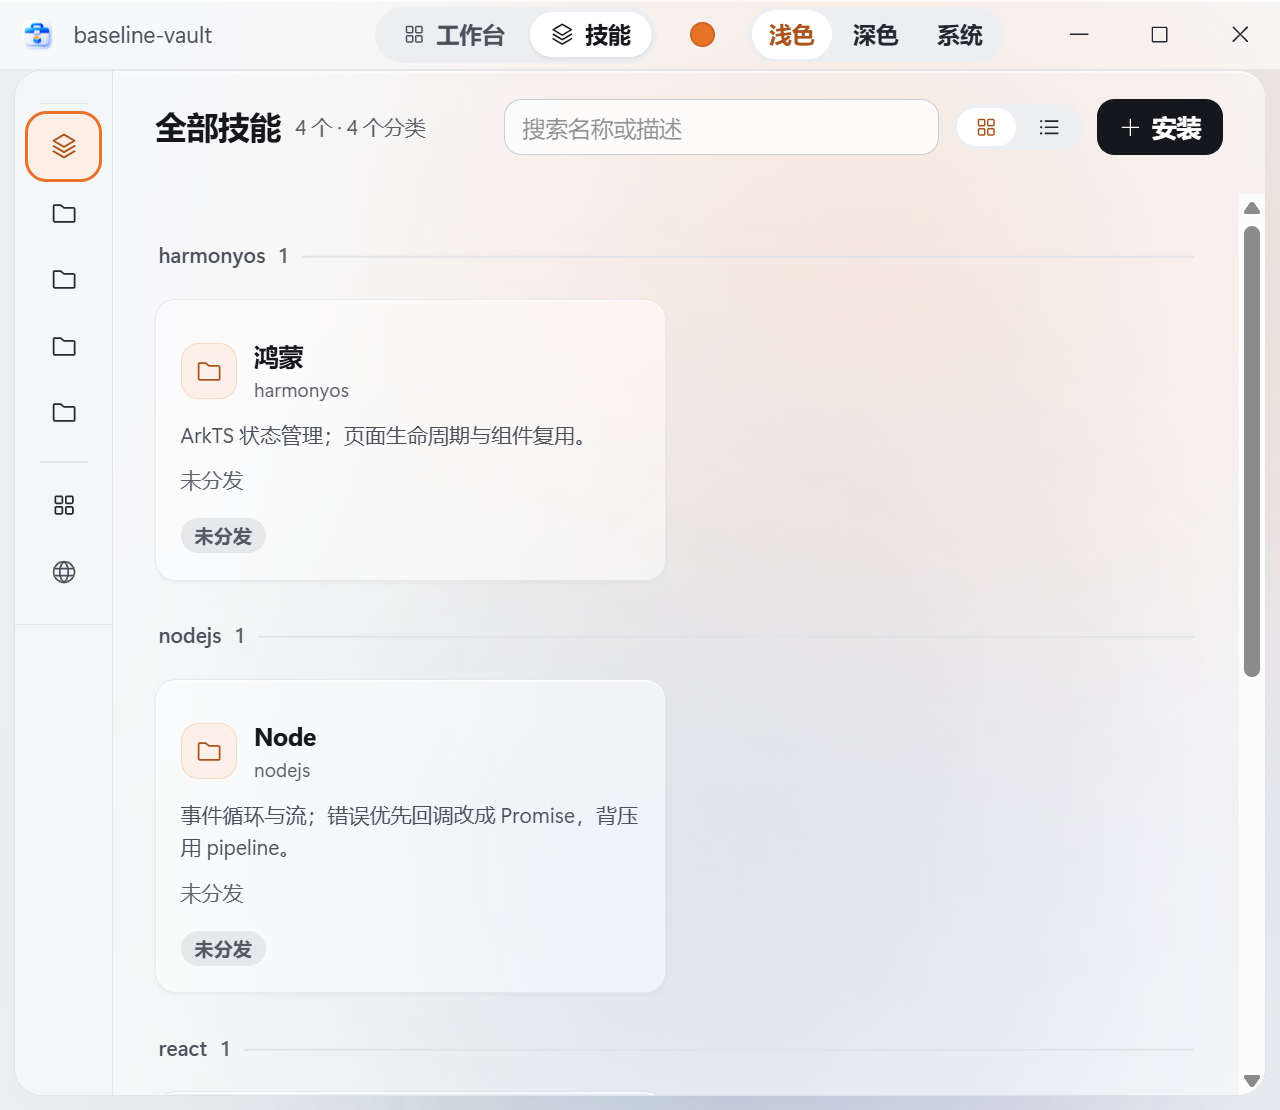 baseline-vault
工作台
技能
浅色
深色
系统
全部技能
4 个 · 4 个分类
搜索名称或描述
安装
harmonyos 1
鸿蒙
harmonyos
ArkTS 状态管理；页面生命周期与组件复用。
未分发
未分发
nodejs 1
Node
nodejs
事件循环与流；错误优先回调改成 Promise，背压
用 pipeline。
未分发
未分发
react 1